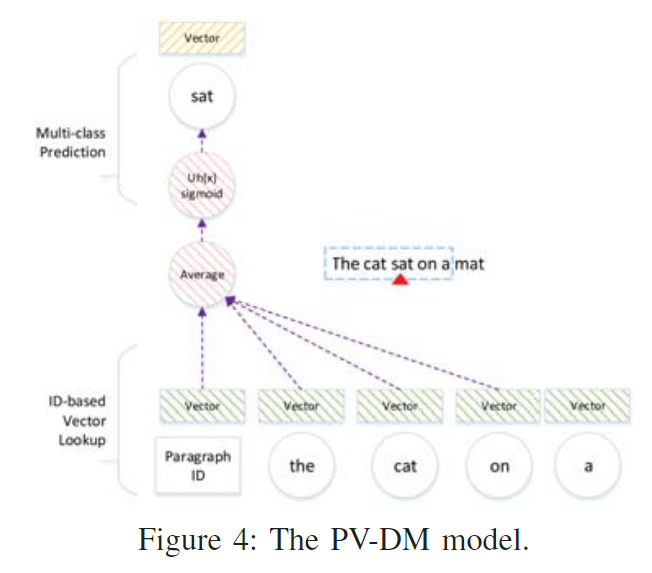 Vector
sat
Multi-class
Prediction
Uh(x)
sigmoid
Average
The cat sat on a mat
ID-based
Vector
Lookup
Vector
Vector
Vector
Vector
Vector
Paragraph
ID
the
cat
on
a
Figure 4: The PV-DM model.